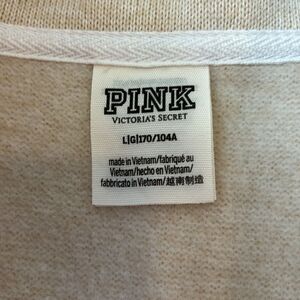 PINK
VICTORIA'S SECRET
L|G|170/104A
made in Vietnam/fabriqué au
Vietnam/hecho en Vietnam/
fabbricato in Vietnam/越南制造